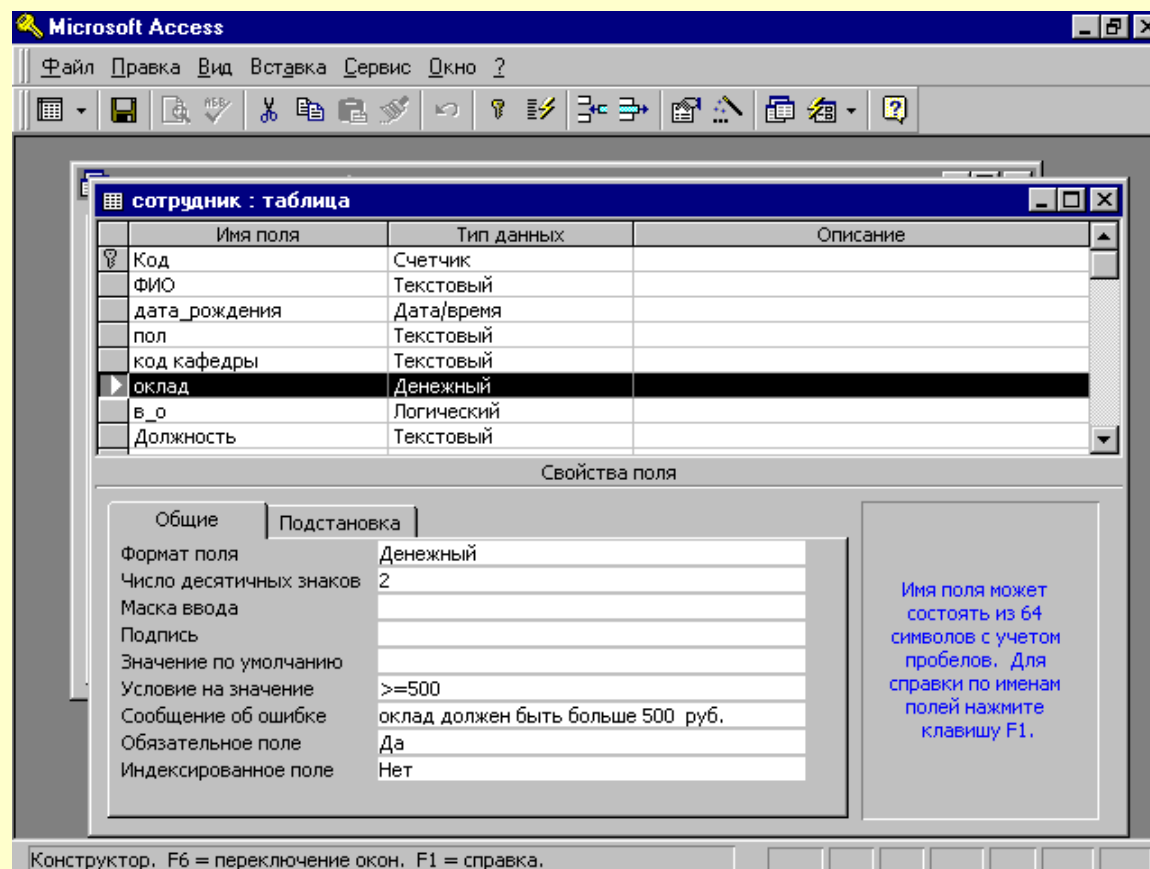 Microsoft Access
Файл Правка Вид Вставка Сервис Окно ?
сотрудник : таблица
Имя поля Тип данных Описание
Код Счетчик
ФИО Текстовый
дата_рождения Дата/время
пол Текстовый
код кафедры Текстовый
оклад Денежный
в_о Логический
Должность Текстовый
Свойства поля
Общие Подстановка
Формат поля Денежный
Число десятичных знаков 2
Маска ввода
Подпись
Значение по умолчанию
Условие на значение >=500
Сообщение об ошибке оклад должен быть больше 500 руб.
Обязательное поле Да
Индексированное поле Нет
Имя поля может
состоять из 64
символов с учетом
пробелов. Для
справки по именам
полей нажмите
клавишу F1.
Конструктор. F6 = переключение окон. F1 = справка.